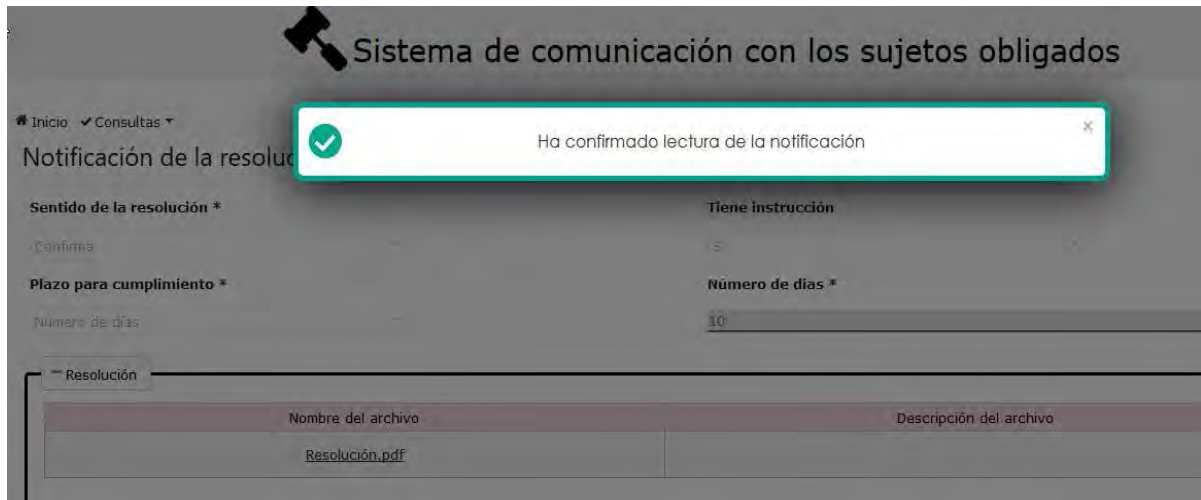 Sistema de comunicación con los sujetos obligados
Inicio Consultas
Ha confirmado lectura de la notificación
×
Notificación de la resoluc
Sentido de la resolución * Tiene instrucción
Confirma
Plazo para cumplimiento * Número de días *
Número de días 10
Resolución
Nombre del archivo Descripción del archivo
Resolución.pdf